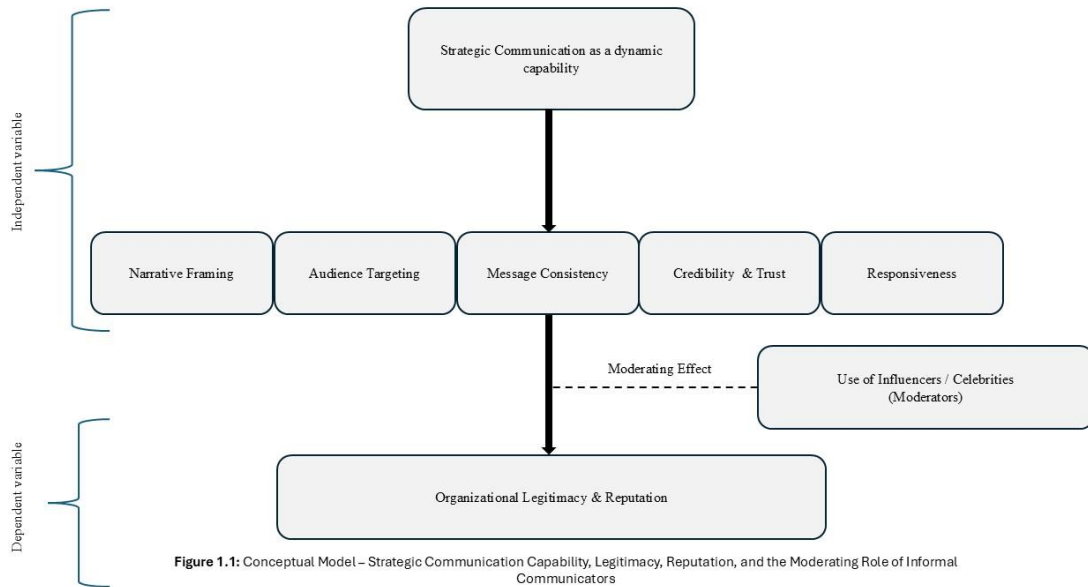 Strategic Communication as a dynamic
capability
Independent variable
Narrative Framing
Audience Targeting
Message Consistency
Credibility & Trust
Responsiveness
Moderating Effect
Use of Influencers / Celebrities
(Moderators)
Dependent variable
Organizational Legitimacy & Reputation
Figure 1.1: Conceptual Model – Strategic Communication Capability, Legitimacy, Reputation, and the Moderating Role of Informal
Communicators